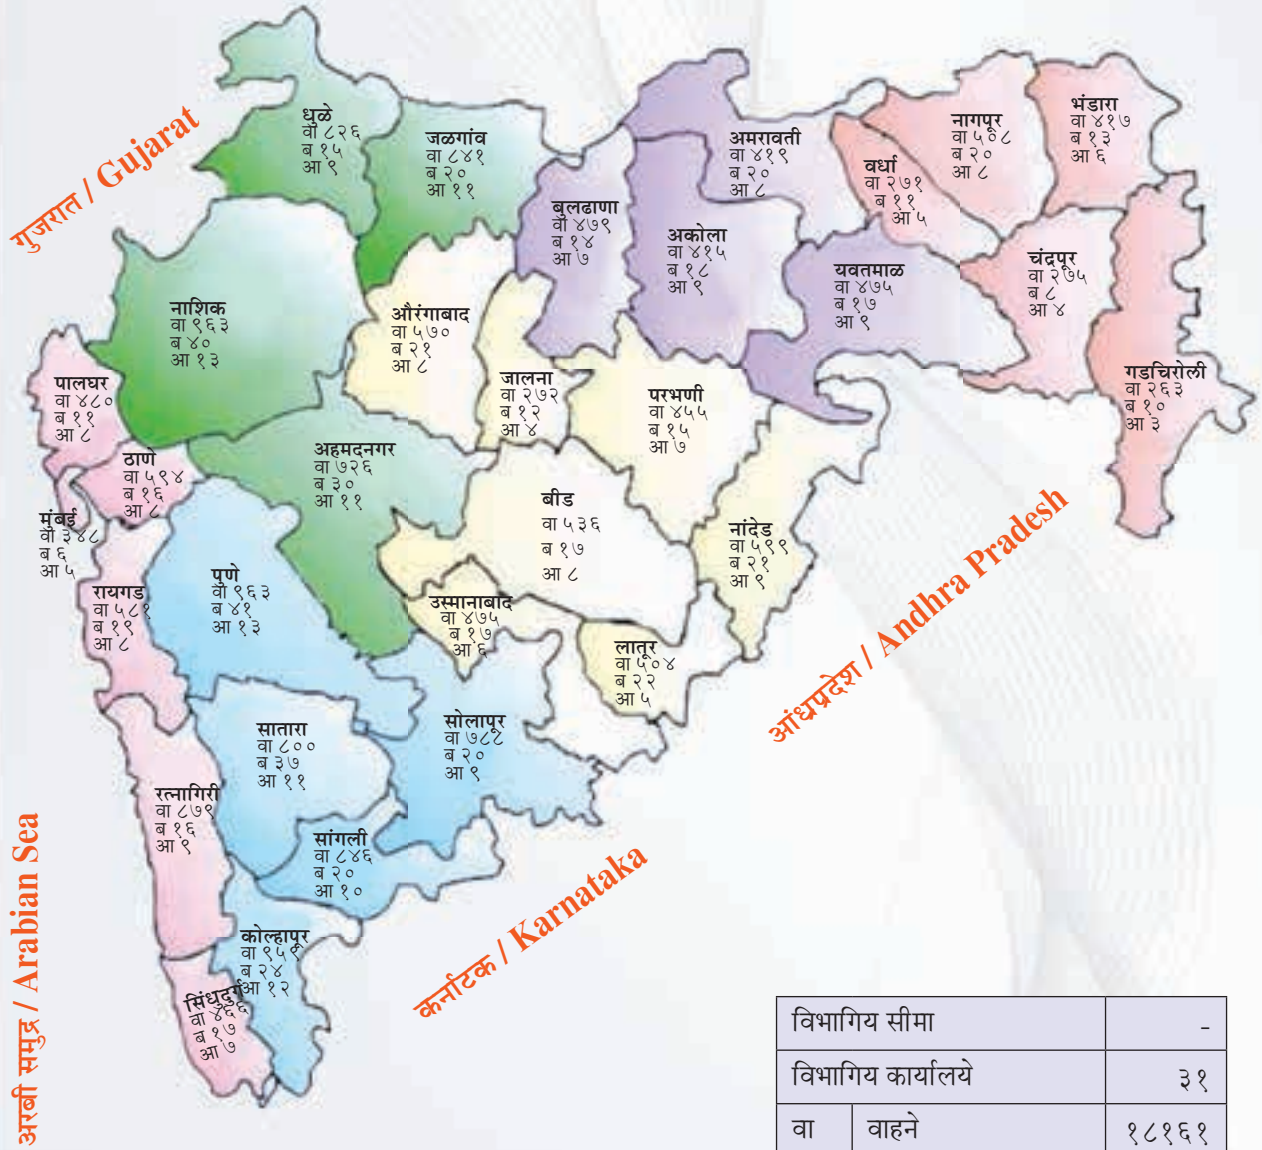 गुजरात / Gujarat
धुळे
वा ८२६
ब १५
आ ९
जळगांव
वा ८४१
ब २०
आ ११
बुलढाणा
वा ४७९
ब १४
आ ७
अमरावती
वा ४१९
ब २०
आ ८
अकोला
वा ४१५
ब १८
आ ९
वर्धा
वा २७१
ब ११
आ ५
नागपूर
वा ५०८
ब २०
आ ८
भंडारा
वा ४१७
ब १३
आ ६
यवतमाळ
वा ४७५
ब १७
आ ९
चंद्रपूर
वा २७५
ब ८
आ ४
गडचिरोली
वा २६३
ब १०
आ ३
नाशिक
वा ९६३
ब ४०
आ १३
औरंगाबाद
वा ५७०
ब २१
आ ८
जालना
वा २७२
ब १२
आ ४
परभणी
वा ४५५
ब १५
आ ७
पालघर
वा ४८०
ब ११
आ ८
ठाणे
वा ५९४
ब १६
आ ८
मुंबई
वा ३४८
ब ६
आ ५
अहमदनगर
वा ७२६
ब ३०
आ ११
बीड
वा ५३६
ब १७
आ ८
नांदेड
वा ५९९
ब २१
आ ९
रायगड
वा ५८१
ब १९
आ ८
पुणे
वा ९६३
ब ४१
आ १३
उस्मानाबाद
वा ४७५
ब १७
आ ६
लातूर
वा ५०४
ब २२
आ ५
आंध्रप्रदेश / Andhra Pradesh
सातारा
वा ८००
ब ३७
आ ११
सोलापूर
वा ७८८
ब २०
आ ९
रत्नागिरी
वा ८७९
ब १६
आ ९
सांगली
वा ८४६
ब २०
आ १०
कोल्हापूर
वा ९५९
ब २४
आ १२
सिंधुदुर्ग
वा ४६६
ब १७
आ ७
कर्नाटक / Karnataka
अरबी समुद्र / Arabian Sea
विभागिय सीमा -
विभागिय कार्यालये ३१
वा वाहने १८१६१